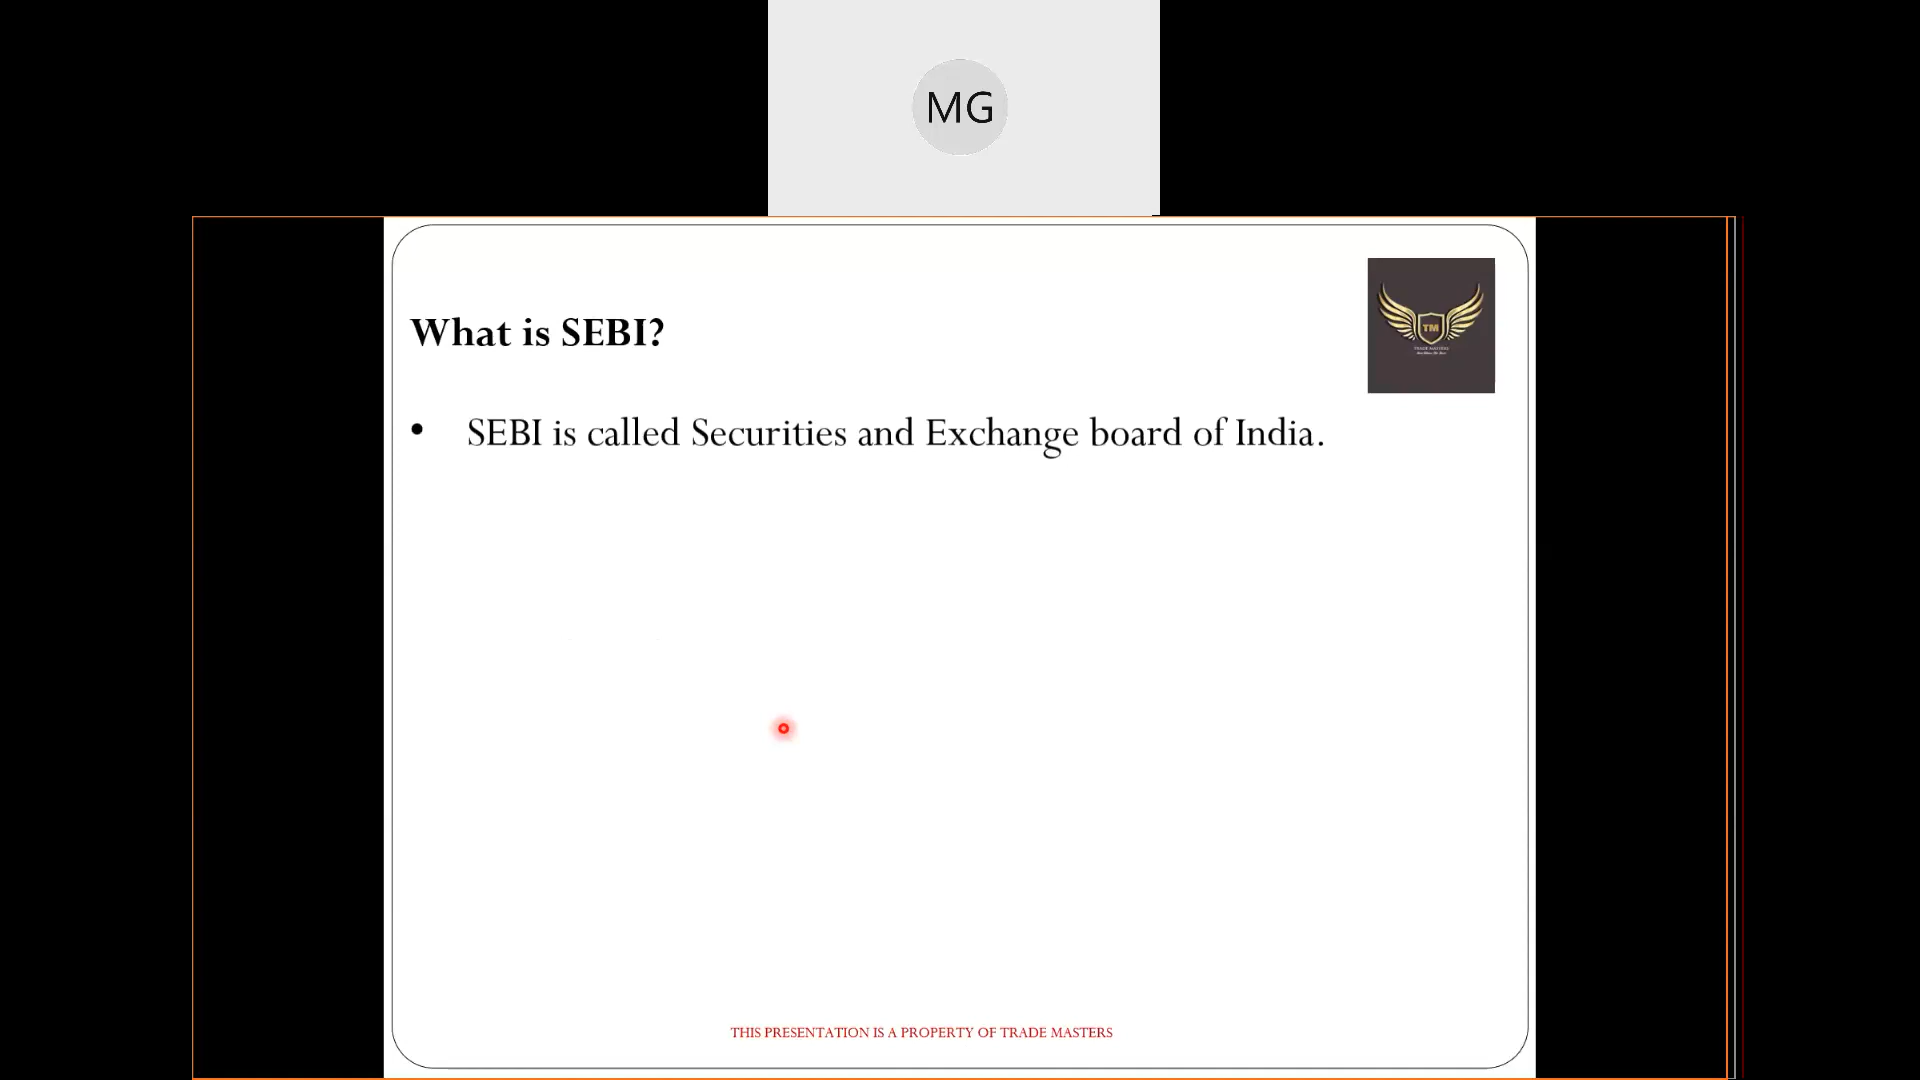 MG
What is SEBI?
TM
• SEBI is called Securities and Exchange board of India.
THIS PRESENTATION IS A PROPERTY OF TRADE MASTERS